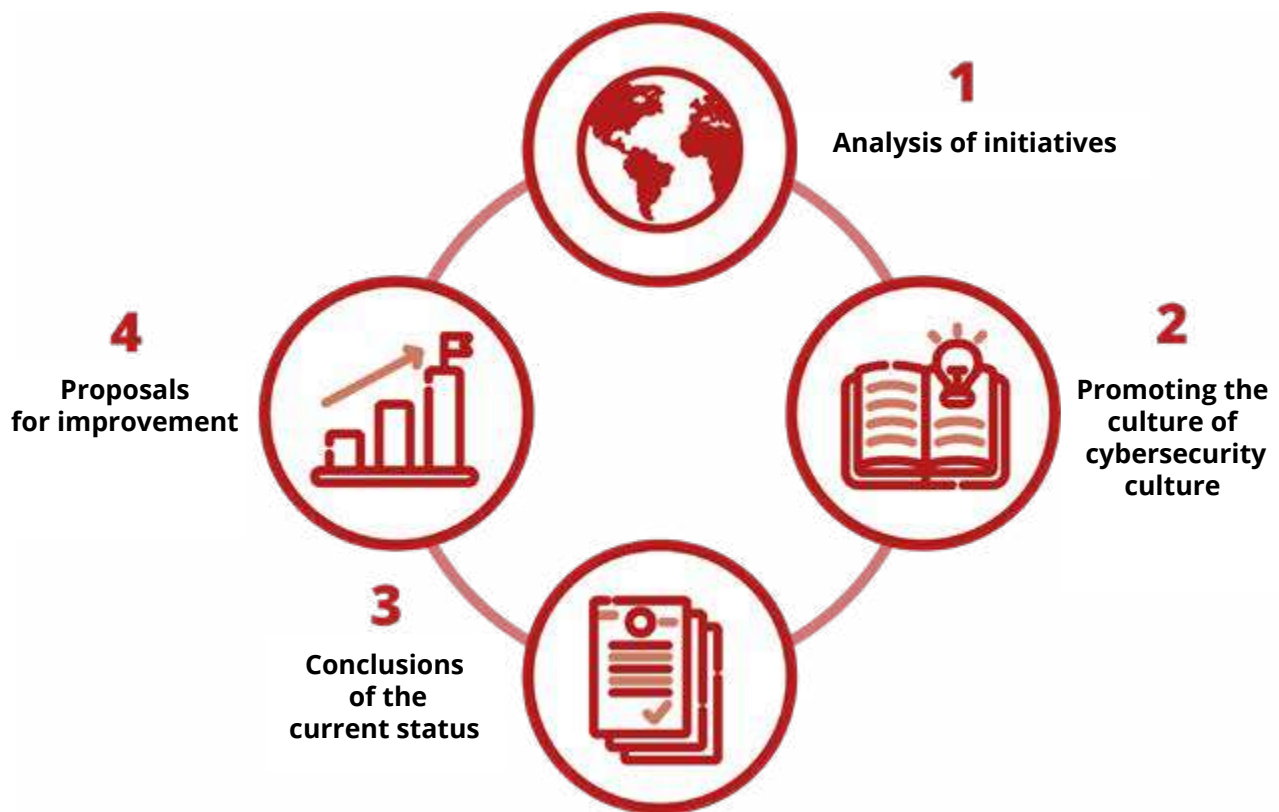 1
Analysis of initiatives
2
Promoting the
culture of
cybersecurity
culture
3
Conclusions
of the
current status
4
Proposals
for improvement